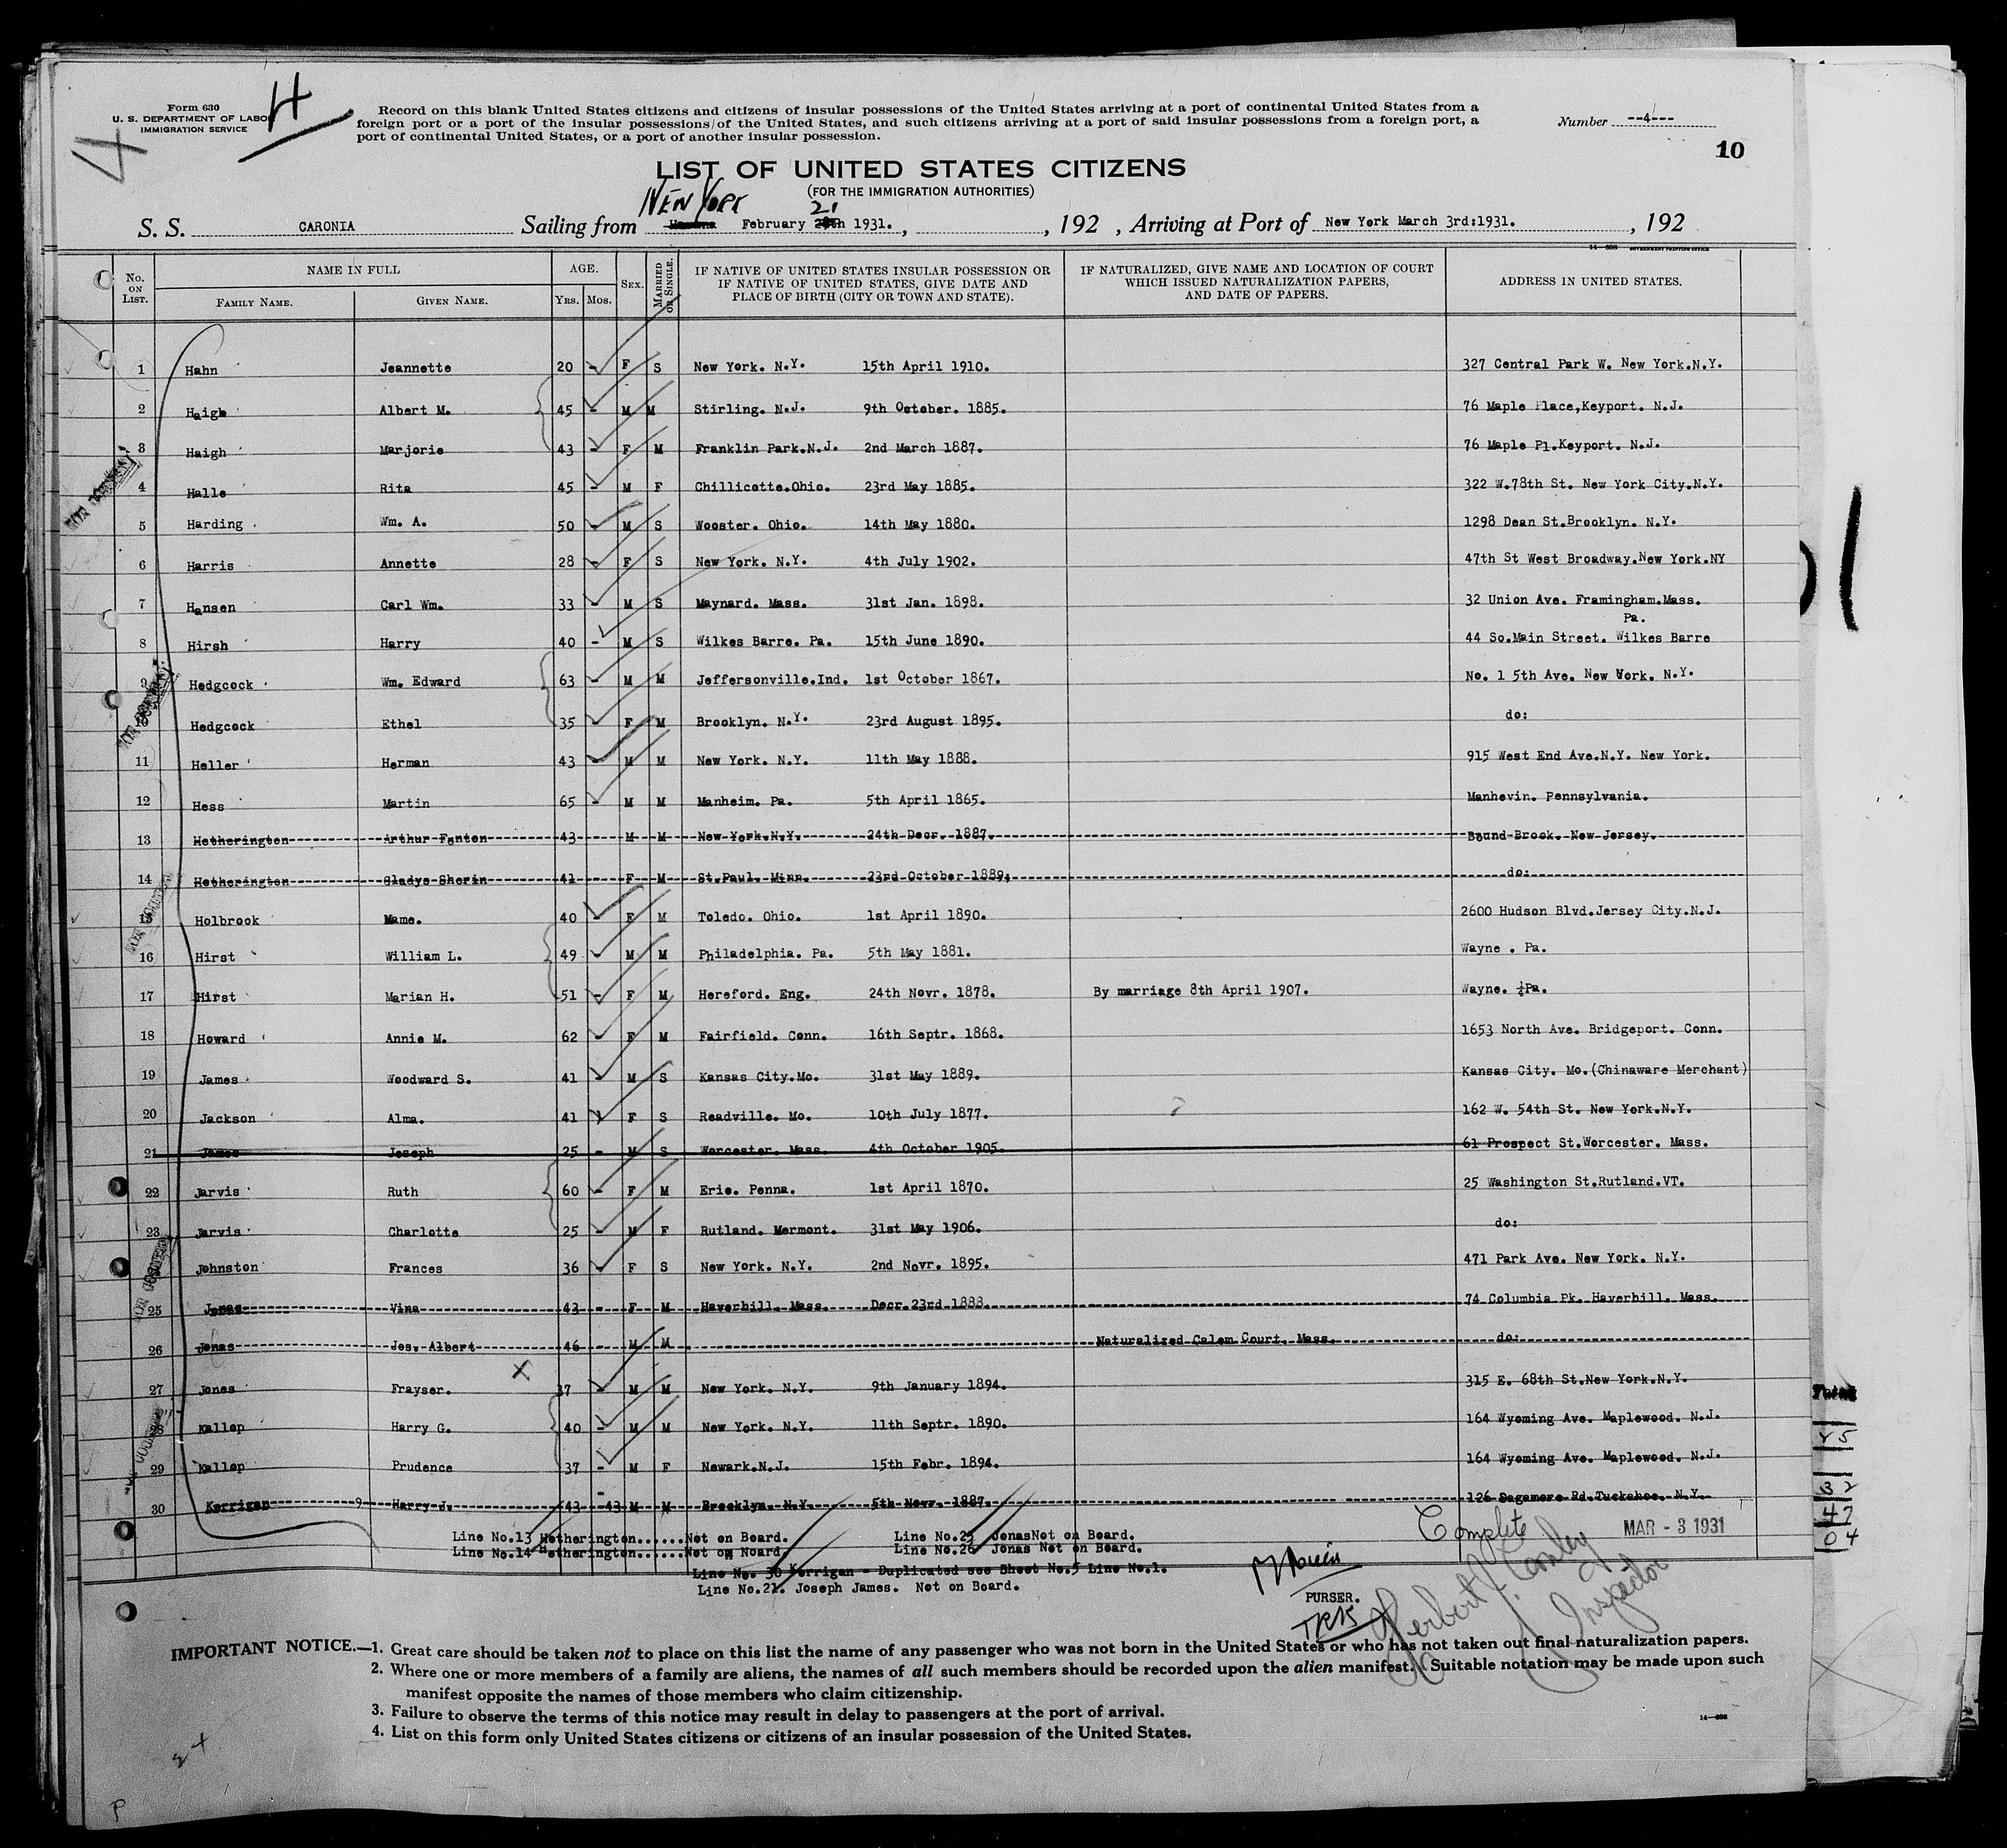 Form 630
U. S. DEPARTMENT OF LABOR
IMMIGRATION SERVICE
H
4
Record on this blank United States citizens and citizens of insular possessions of the United States arriving at a port of continental United States from a
foreign port or a port of the insular possessions of the United States, and such citizens arriving at a port of said insular possessions from a foreign port, a
port of continental United States, or a port of another insular possession.
Number --4---
10
LIST OF UNITED STATES CITIZENS
(FOR THE IMMIGRATION AUTHORITIES)
NEW YORK 21
S. S. CARONIA Sailing from Havana February 28th 1931. , , 192 , Arriving at Port of New York March 3rd:1931. , 192
14—686 GOVERNMENT PRINTING OFFICE
No. ON LIST. NAME IN FULL AGE. SEX. MARRIED OR SINGLE. IF NATIVE OF UNITED STATES INSULAR POSSESSION OR IF NATIVE OF UNITED STATES, GIVE DATE AND PLACE OF BIRTH (CITY OR TOWN AND STATE). IF NATURALIZED, GIVE NAME AND LOCATION OF COURT WHICH ISSUED NATURALIZATION PAPERS, AND DATE OF PAPERS. ADDRESS IN UNITED STATES.
FAMILY NAME. GIVEN NAME. YRS. MOS.
1 Hahn Jeannette 20 - F S New York. N.Y. 15th April 1910. 327 Central Park W. New York.N.Y.
2 Haigh Albert M. 45 - M M Stirling. N.J. 9th October. 1885. 76 Maple Place,Keyport. N.J.
3 Haigh Marjorie 43 - F M Franklin Park.N.J. 2nd March 1887. 76 Maple Pl.Keyport. N.J.
4 Halle Rita 45 - M F Chillicotte.Ohio. 23rd May 1885. 322 W.78th St. New York City.N.Y.
5 Harding Wm. A. 50 - M S Wooster. Ohio. 14th May 1880. 1298 Dean St.Brooklyn. N.Y.
6 Harris Annette 28 - F S New York. N.Y. 4th July 1902. 47th St West Broadway.New York.NY
7 Hansen Carl Wm. 33 - M S Maynard. Mass. 31st Jan. 1898. 32 Union Ave. Framingham.Mass.
Pa.
8 Hirsh Harry 40 - M S Wilkes Barre. Pa. 15th June 1890. 44 So.Main Street. Wilkes Barre
9 Hedgcock Wm. Edward 63 - M M Jeffersonville.Ind. 1st October 1867. No. 1 5th Ave. New York. N.Y.
10 Hedgcock Ethel 35 - F M Brooklyn. N.Y. 23rd August 1895. do:
11 Heller Herman 43 - M M New York. N.Y. 11th May 1888. 915 West End Ave.N.Y. New York.
12 Hess Martin 65 - M M Manheim. Pa. 5th April 1865. Manhevin. Pennsylvania.
13 Hetherington Arthur Fenton 43 M M New York.N.Y. 24th Decr. 1887. Bound Brook. New Jersey.
14 Hetherington Gladys Sherin 41 F M St.Paul. Minn. 23rd October 1889. do:
15 Holbrook Mame. 40 - F M Toledo. Ohio. 1st April 1890. 2600 Hudson Blvd.Jersey City.N.J.
16 Hirst William L. 49 - M M Philadelphia. Pa. 5th May 1881. Wayne . Pa.
17 Hirst Marian H. 51 - F M Hereford. Eng. 24th Novr. 1878. By marriage 8th April 1907. Wayne. Pa.
18 Howard Annie M. 62 - F M Fairfield. Conn. 16th Septr. 1868. 1653 North Ave. Bridgeport. Conn.
19 James Woodward S. 41 M S Kansas City.Mo. 31st May 1889. Kansas City. Mo.(Chinaware Merchant)
20 Jackson Alma. 41 F S Readville. Mo. 10th July 1877. 162 W. 54th St. New York.N.Y.
21 James Joseph 25 - M S Worcester. Mass. 4th October 1905. 61 Prospect St.Worcester. Mass.
22 Jarvis Ruth 60 - F M Erie. Penna. 1st April 1870. 25 Washington St.Rutland.VT.
23 Jarvis Charlotte 25 - M F Rutland. Mermont. 31st May 1906. do:
Johnston Frances 36 F S New York. N.Y. 2nd Novr. 1895. 471 Park Ave. New York. N.Y.
25 Jonas Vina 43 - F M Haverhill. Mass. Decr.23rd 1888. 74 Columbia Pk. Haverhill. Mass.
26 Jonas Jos. Albert 46 - M M Naturalized Calem Court. Mass. do:
27 Jones Frayser. X 37 - M M New York. N.Y. 9th January 1894. 315 E. 68th St.New York.N.Y.
28 Kallop Harry G. 40 - M M New York. N.Y. 11th Septr. 1890. 164 Wyoming Ave. Maplewood. N.J.
29 Kallop Prudence 37 - M F Newark.N.J. 15th Febr. 1894. 164 Wyoming Ave. Maplewood. N.J.
30 Kerrigan Harry J. 43 43 M M Brooklyn. N.Y. 5th Novr. 1887. 126 Sagamore Rd.Tuckahoe. N.Y.
Line No.13 Hetherington......Not on Board. Line No.25 JonasNot on Board.
Line No.14 Hetherington......Not on Noard. Line No.26 Jonas Not on Board.
Line No. 30 Kerrigan - Duplicated see Sheet No.5 Line No.1.
Line No.21. Joseph James. Not on Board.
Complete MAR - 3 1931
PURSER.
Herbert Inspector
IMPORTANT NOTICE.—1. Great care should be taken not to place on this list the name of any passenger who was not born in the United States or who has not taken out final naturalization papers.
2. Where one or more members of a family are aliens, the names of all such members should be recorded upon the alien manifest. (Suitable notation may be made upon such
manifest opposite the names of those members who claim citizenship.
3. Failure to observe the terms of this notice may result in delay to passengers at the port of arrival.
4. List on this form only United States citizens or citizens of an insular possession of the United States.
14—686
Total
32
47
04